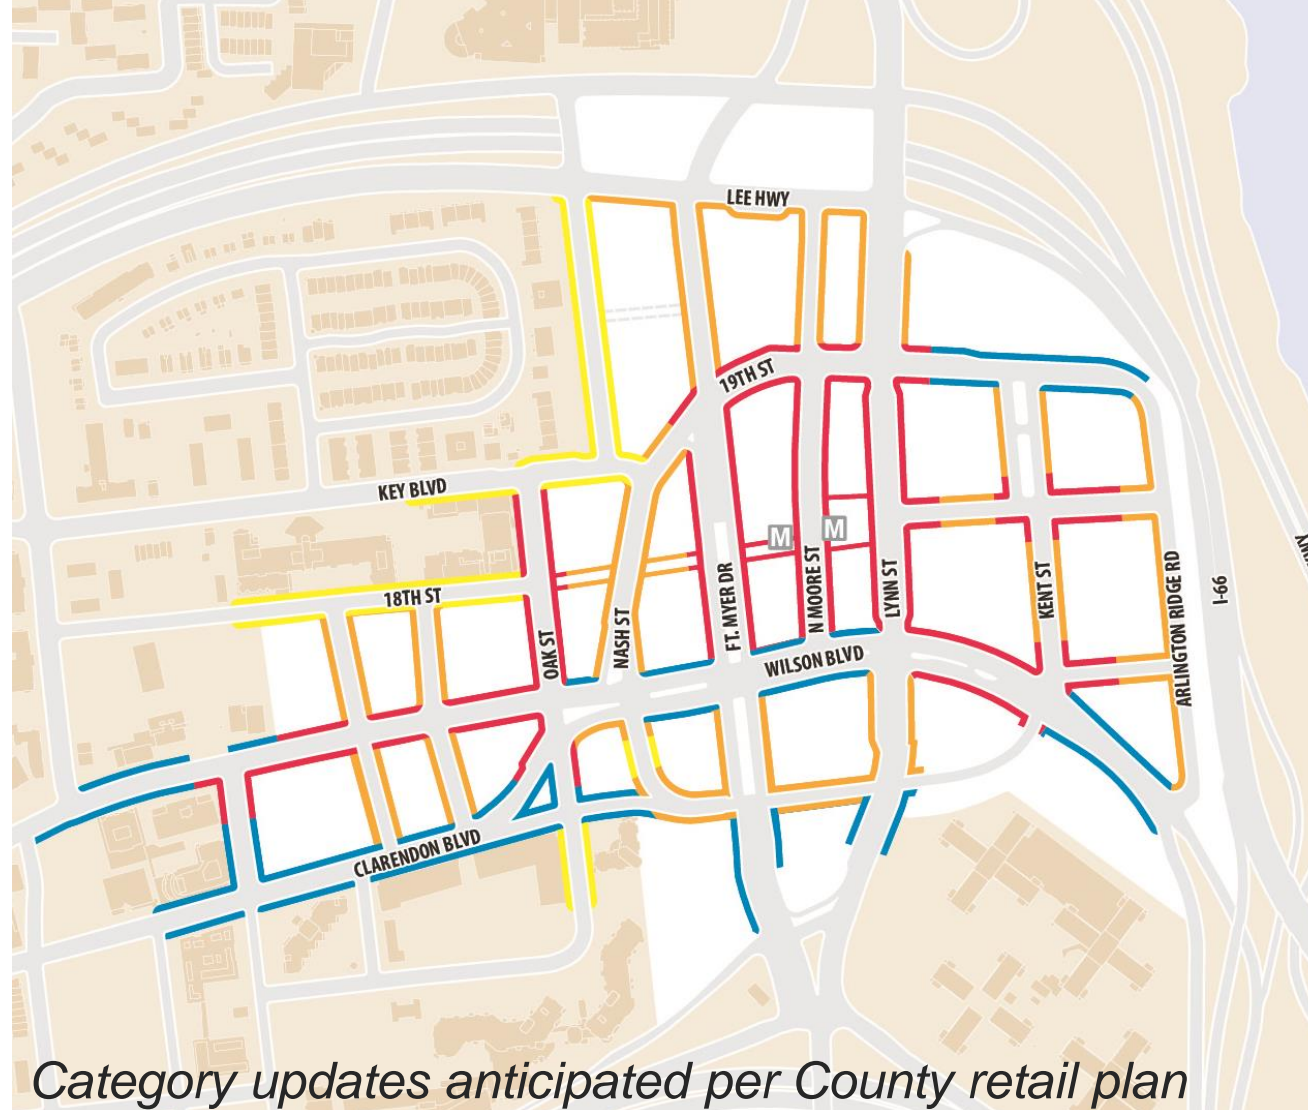 LEE HWY
19TH ST
KEY BLVD
M
M
18TH ST
OAK ST
NASH ST
FT. MYER DR
N MOORE ST
LYNN ST
KENT ST
ARLINGTON RIDGE RD
I-66
WILSON BLVD
CLARENDON BLVD
Category updates anticipated per County retail plan